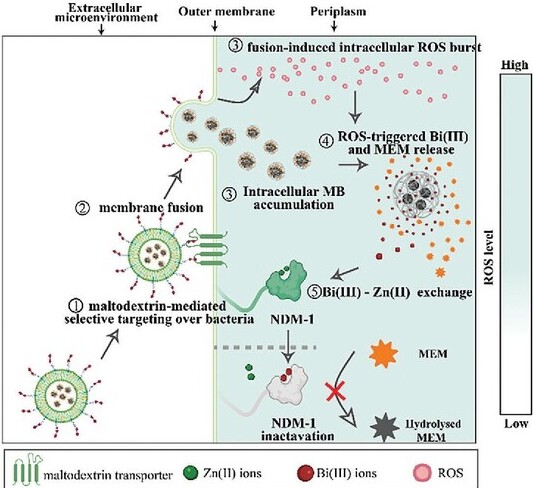 Extracellular
microenvironment
Outer membrane
Periplasm
③ fusion-induced intracellular ROS burst
High
④ ROS-triggered Bi(III)
and MEM release
③ Intracellular MB
accumulation
② membrane fusion
ROS level
⑤Bi(III) - Zn(II) exchange
① maltodextrin-mediated
selective targeting over bacteria
NDM-1
MEM
NDM-1
inactavation
Hydrolysed
MEM
Low
maltodextrin transporter
Zn(II) ions
Bi(III) ions
ROS